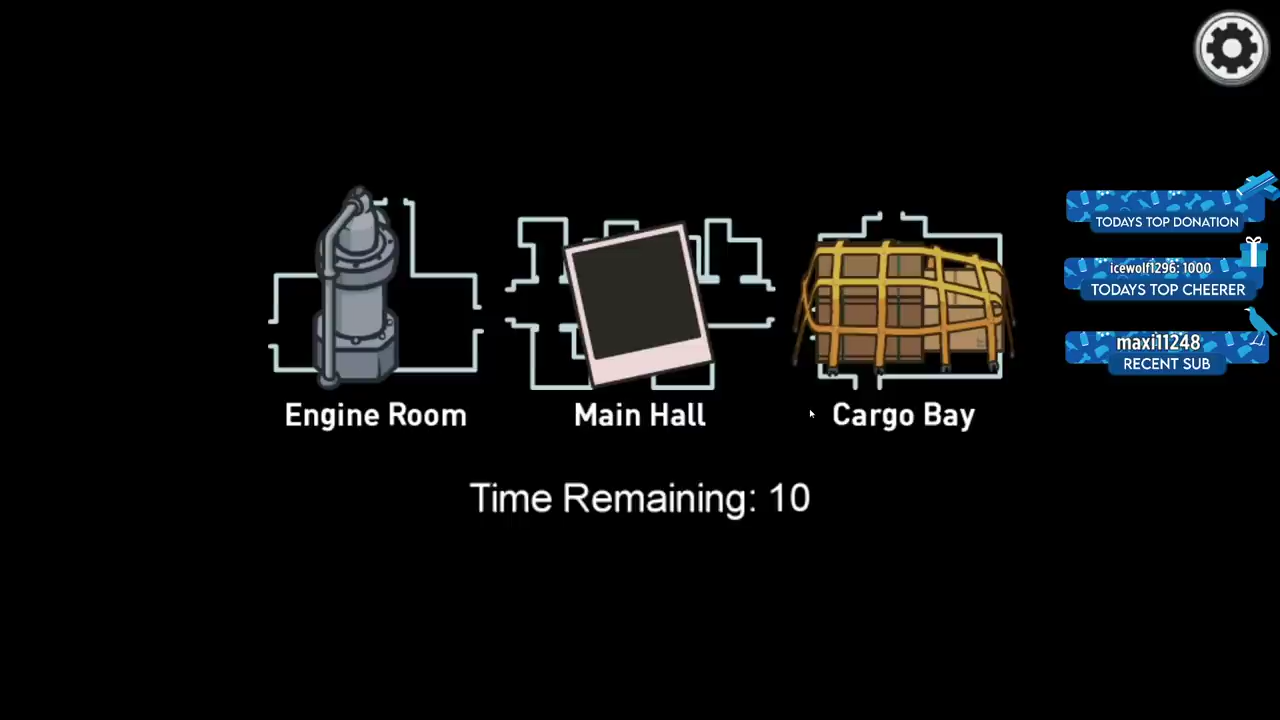 TODAYS TOP DONATION
icewolf1296: 1000
TODAYS TOP CHEERER
maxi11248
RECENT SUB
Engine Room
Main Hall
Cargo Bay
Time Remaining: 10